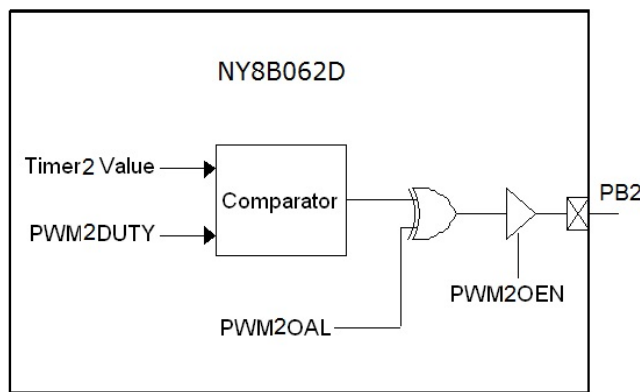 NY8B062D
Timer2 Value
Comparator
PWM2DUTY
PB2
PWM2OEN
PWM2OAL